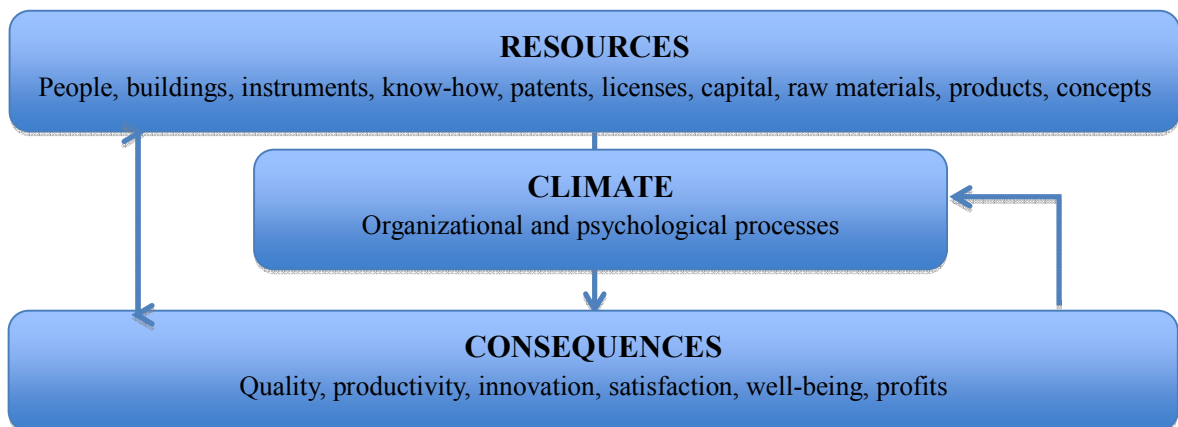 RESOURCES
People, buildings, instruments, know-how, patents, licenses, capital, raw materials, products, concepts
CLIMATE
Organizational and psychological processes
CONSEQUENCES
Quality, productivity, innovation, satisfaction, well-being, profits